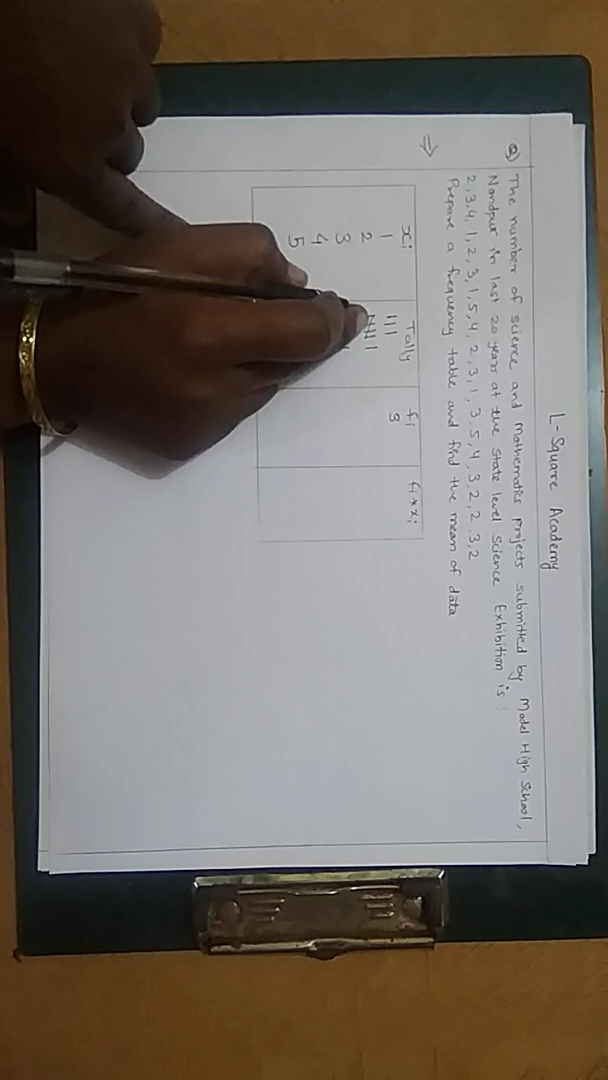 L-Square Academy
Q) The number of science and Mathematics projects submitted by Model High School,
Nandpur in last 20 years at the state level Science Exhibition is :
2,3,4,1,2,3,1,5,4,2,3,1,3,5,4,3,2,2,3,2
Prepare a frequency table and find the mean of data
⇒
xi Tally fi fi×xi
1 ||| 3
2 |
3
4
5